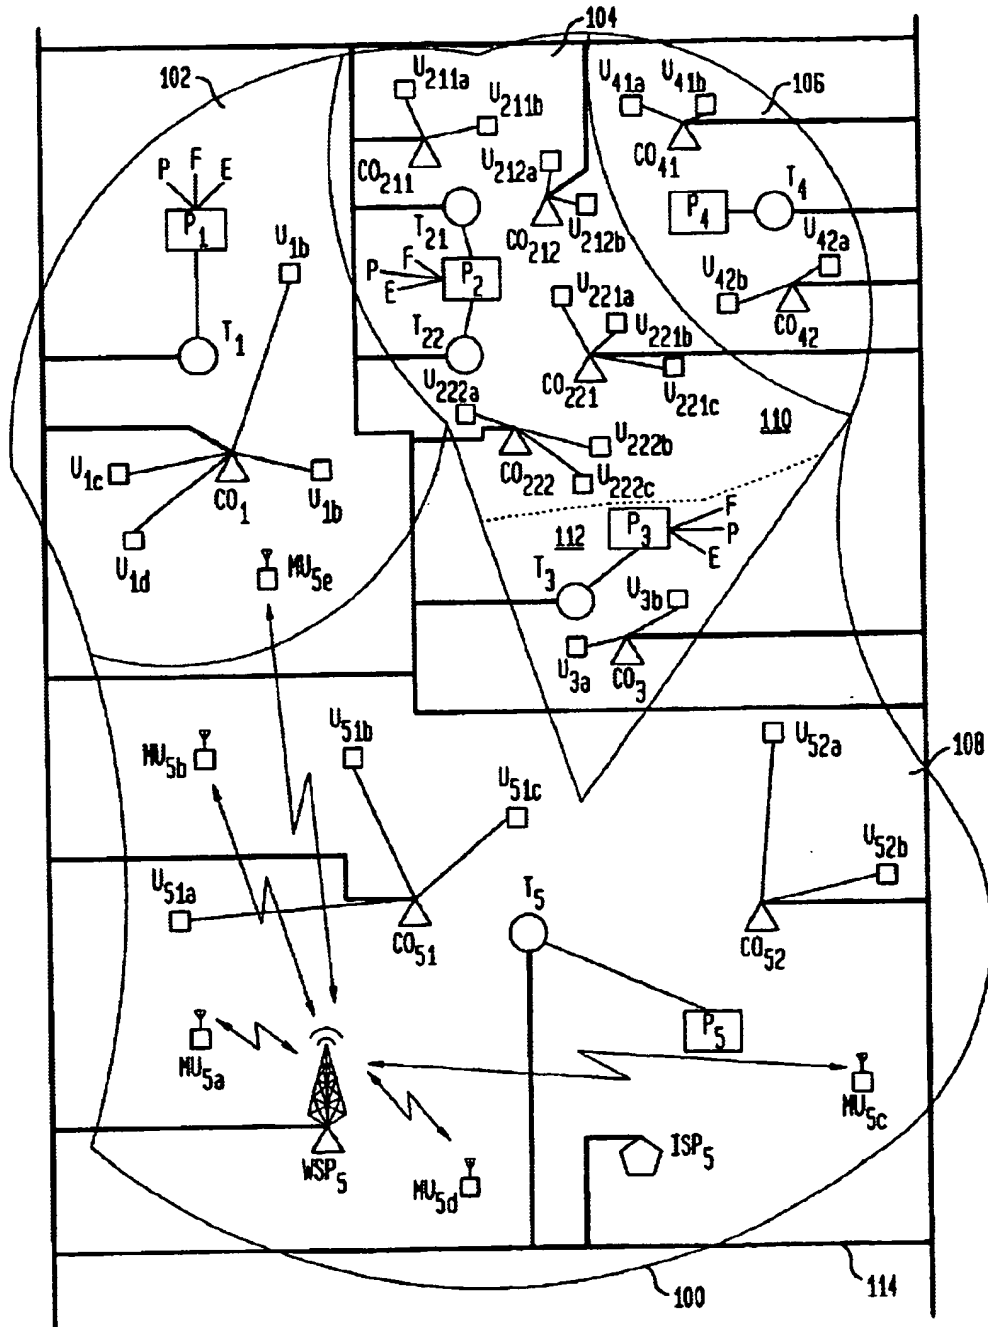 104
102
106
U211a
U211b
U41a
U41b
CO211
U212a
CO41
P
F
E
P1
U1b
T21
CO212
U212b
P4
T4
U42a
U42b
CO42
F
P
E
P2
U221a
U221b
T1
T22
CO221
U221c
U222a
110
U222b
CO222
U222c
U1c
CO1
U1b
112
P3
F
P
E
U1d
MU5e
T3
U3b
U3a
CO3
U51b
U52a
MU5b
108
U51c
U52b
U51a
CO51
T5
CO52
P5
MU5a
MU5c
WSP5
MU5d
ISP5
100
114